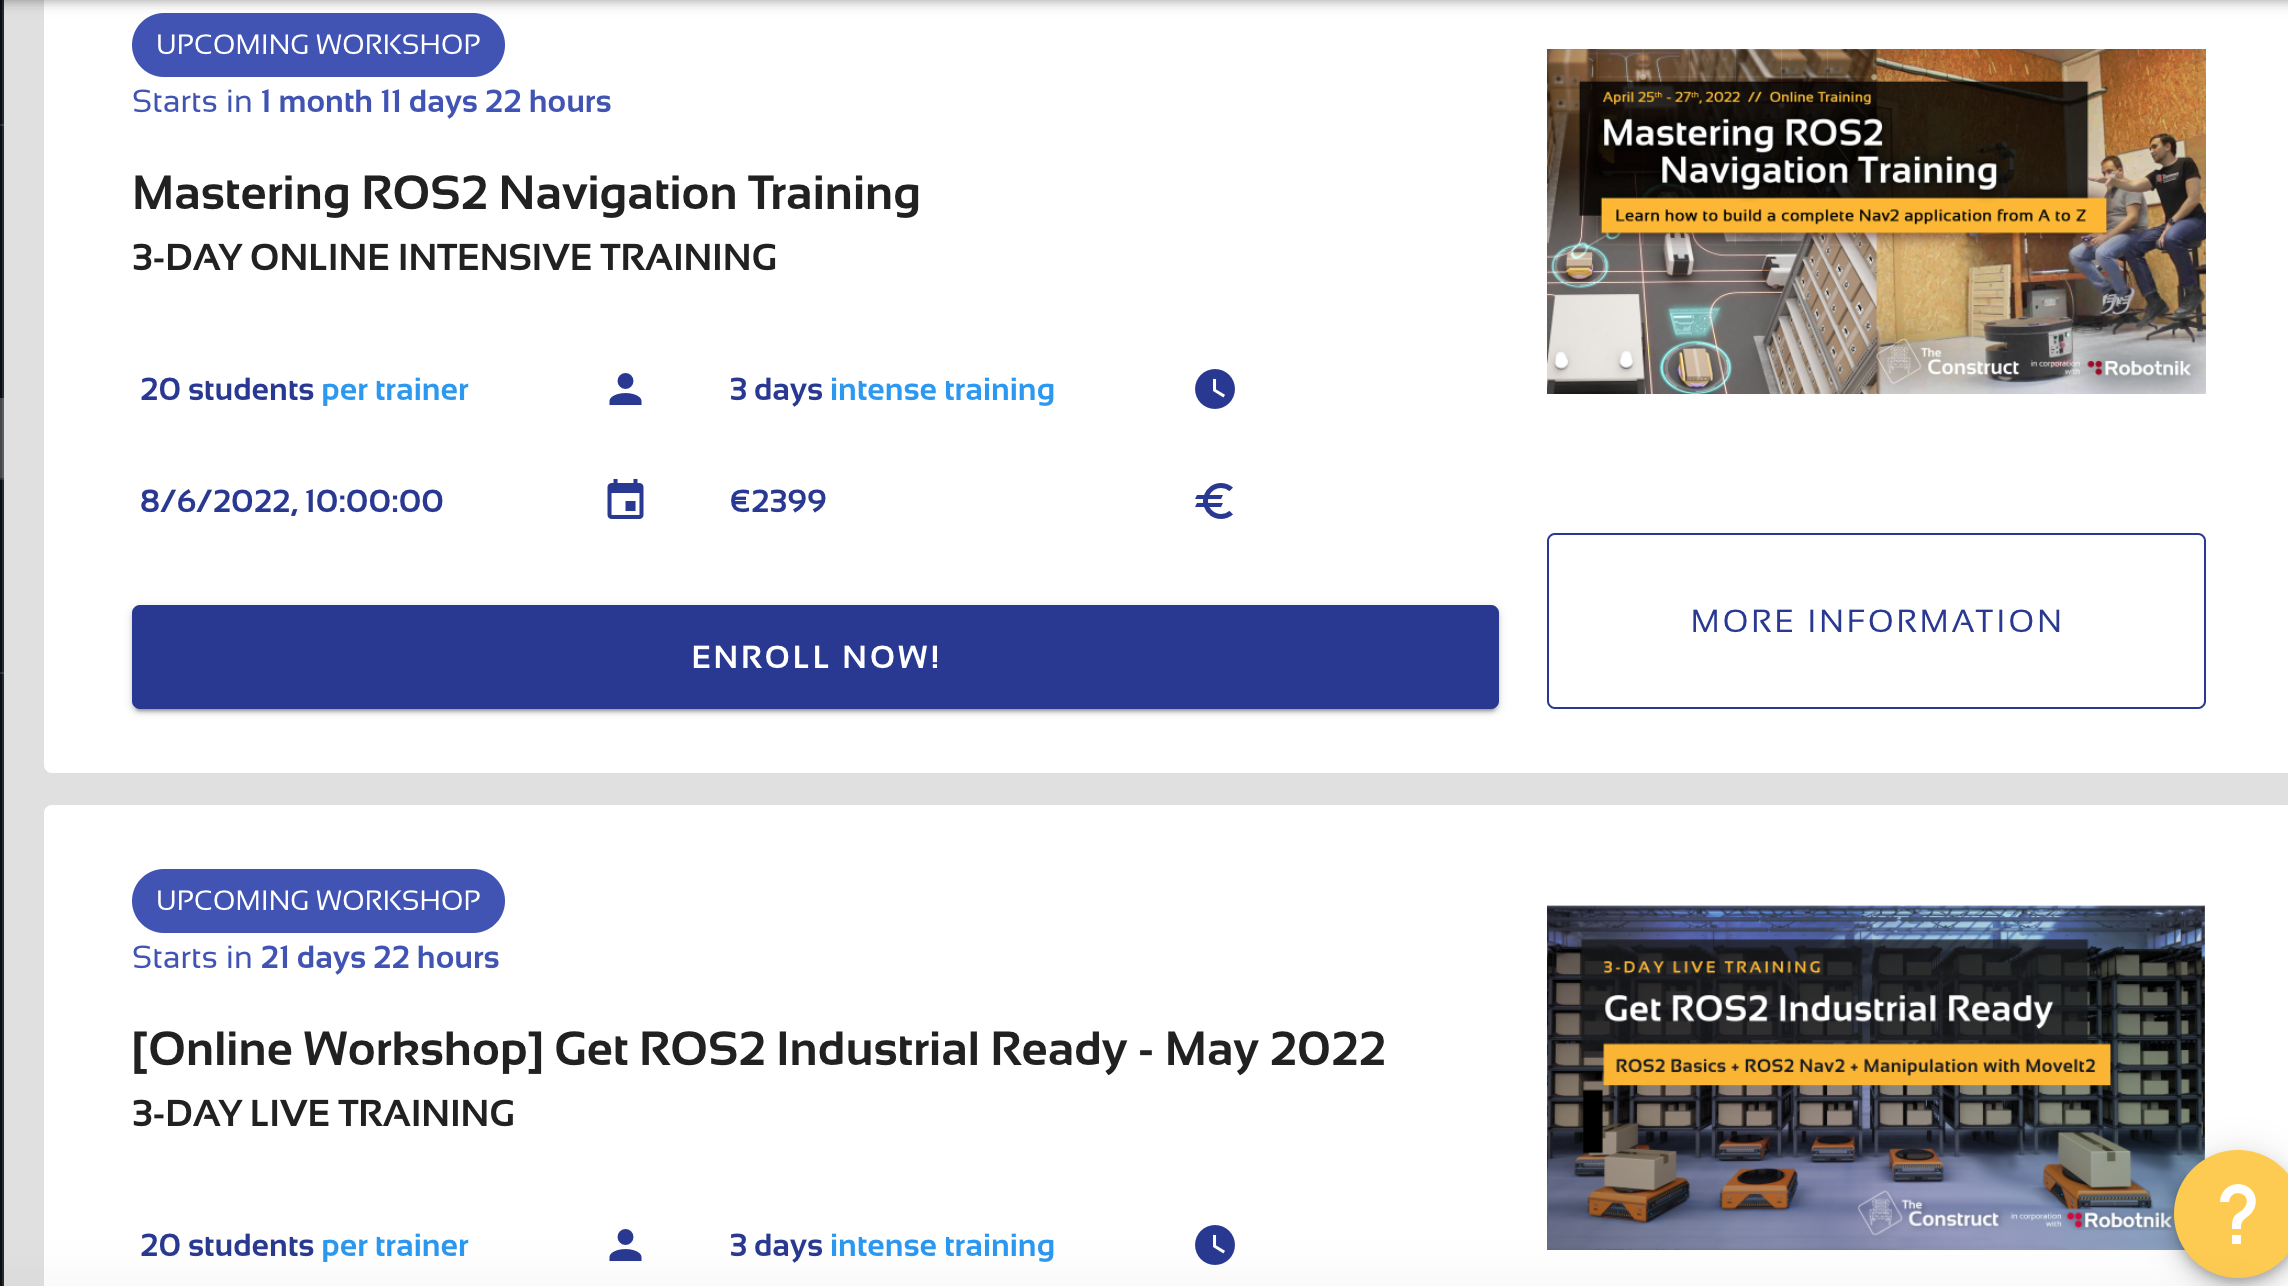 UPCOMING WORKSHOP
Starts in 1 month 11 days 22 hours
Mastering ROS2 Navigation Training
3-DAY ONLINE INTENSIVE TRAINING
20 students per trainer
3 days intense training
8/6/2022, 10:00:00
€2399
ENROLL NOW!
April 25th - 27th, 2022 // Online Training
Mastering ROS2
Navigation Training
Learn how to build a complete Nav2 application from A to Z
The
Construct
in corporation
with
Robotnik
MORE INFORMATION
UPCOMING WORKSHOP
Starts in 21 days 22 hours
[Online Workshop] Get ROS2 Industrial Ready - May 2022
3-DAY LIVE TRAINING
20 students per trainer
3 days intense training
3-DAY LIVE TRAINING
Get ROS2 Industrial Ready
ROS2 Basics + ROS2 Nav2 + Manipulation with MoveIt2
The
Construct
in corporation
with
Robotnik
?